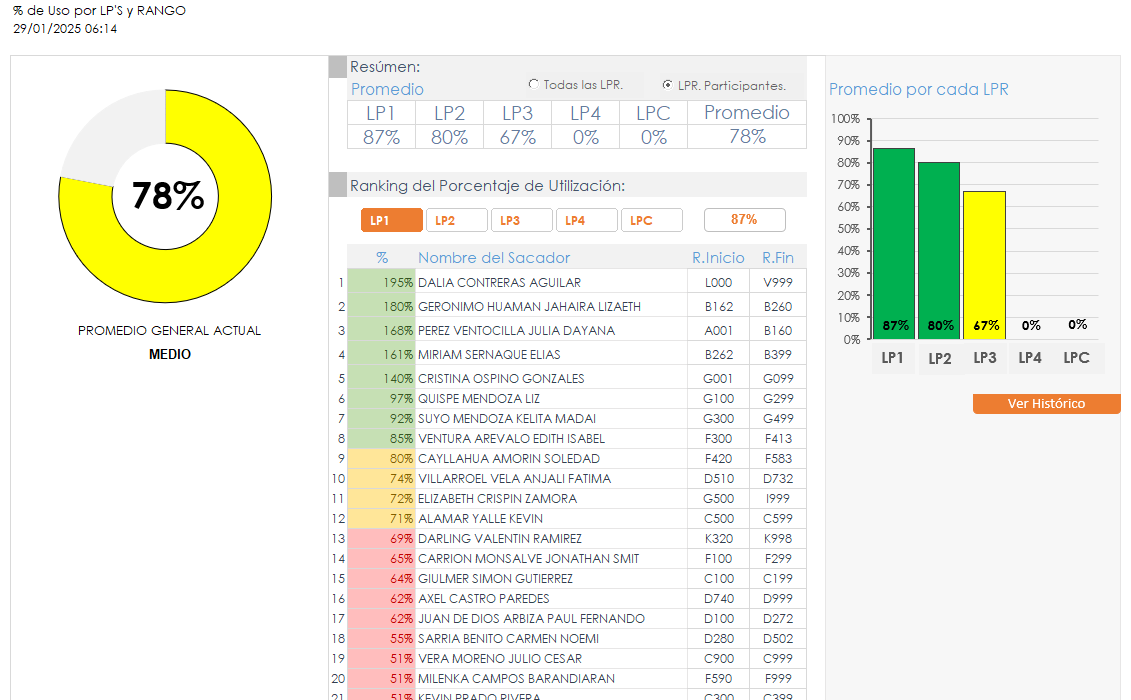 % de Uso por LP'S y RANGO
29/01/2025 06:14
78%
PROMEDIO GENERAL ACTUAL
MEDIO
Resúmen:
Promedio
Todas las LPR.
LPR. Participantes.
LP1 LP2 LP3 LP4 LPC Promedio
87% 80% 67% 0% 0% 78%
Ranking del Porcentaje de Utilización:
LP1 LP2 LP3 LP4 LPC 87%
% Nombre del Sacador R.Inicio R.Fin
1 195% DALIA CONTRERAS AGUILAR L000 V999
2 180% GERONIMO HUAMAN JAHAIRA LIZAETH B162 B260
3 168% PEREZ VENTOCILLA JULIA DAYANA A001 B160
4 161% MIRIAM SERNAQUE ELIAS B262 B399
5 140% CRISTINA OSPINO GONZALES G001 G099
6 97% QUISPE MENDOZA LIZ G100 G299
7 92% SUYO MENDOZA KELITA MADAI G300 G499
8 85% VENTURA AREVALO EDITH ISABEL F300 F413
9 80% CAYLLAHUA AMORIN SOLEDAD F420 F583
10 74% VILLARROEL VELA ANJALI FATIMA D510 D732
11 72% ELIZABETH CRISPIN ZAMORA G500 I999
12 71% ALAMAR YALLE KEVIN C500 C599
13 69% DARLING VALENTIN RAMIREZ K320 K998
14 65% CARRION MONSALVE JONATHAN SMIT F100 F299
15 64% GIULMER SIMON GUTIERREZ C100 C199
16 62% AXEL CASTRO PAREDES D740 D999
17 62% JUAN DE DIOS ARBIZA PAUL FERNANDO D100 D272
18 55% SARRIA BENITO CARMEN NOEMI D280 D502
19 51% VERA MORENO JULIO CESAR C900 C999
20 51% MILENKA CAMPOS BARANDIARAN F590 F999
21 51% KEVIN PRADO RIVERA C300 C399
Promedio por cada LPR
100%
90%
80%
70%
60%
50%
40%
30%
20%
10%
0%
87% 80% 67% 0% 0%
LP1 LP2 LP3 LP4 LPC
Ver Histórico